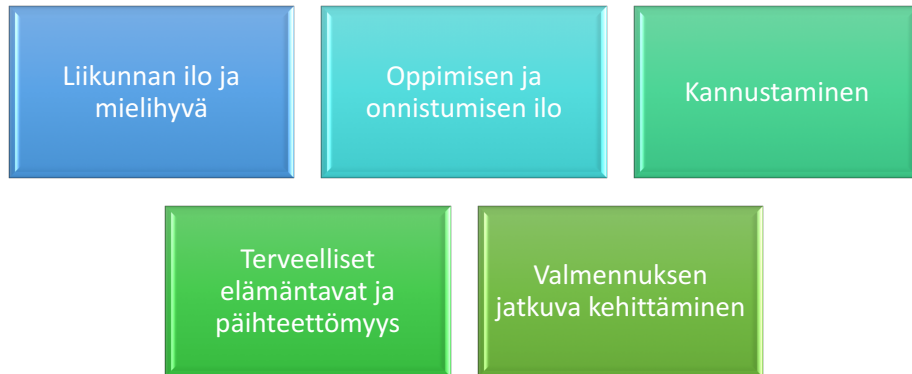 Liikunnan ilo ja
mielihyvä
Oppimisen ja
onnistumisen ilo
Kannustaminen
Terveelliset
elämäntavat ja
päihteettömyys
Valmennuksen
jatkuva kehittäminen